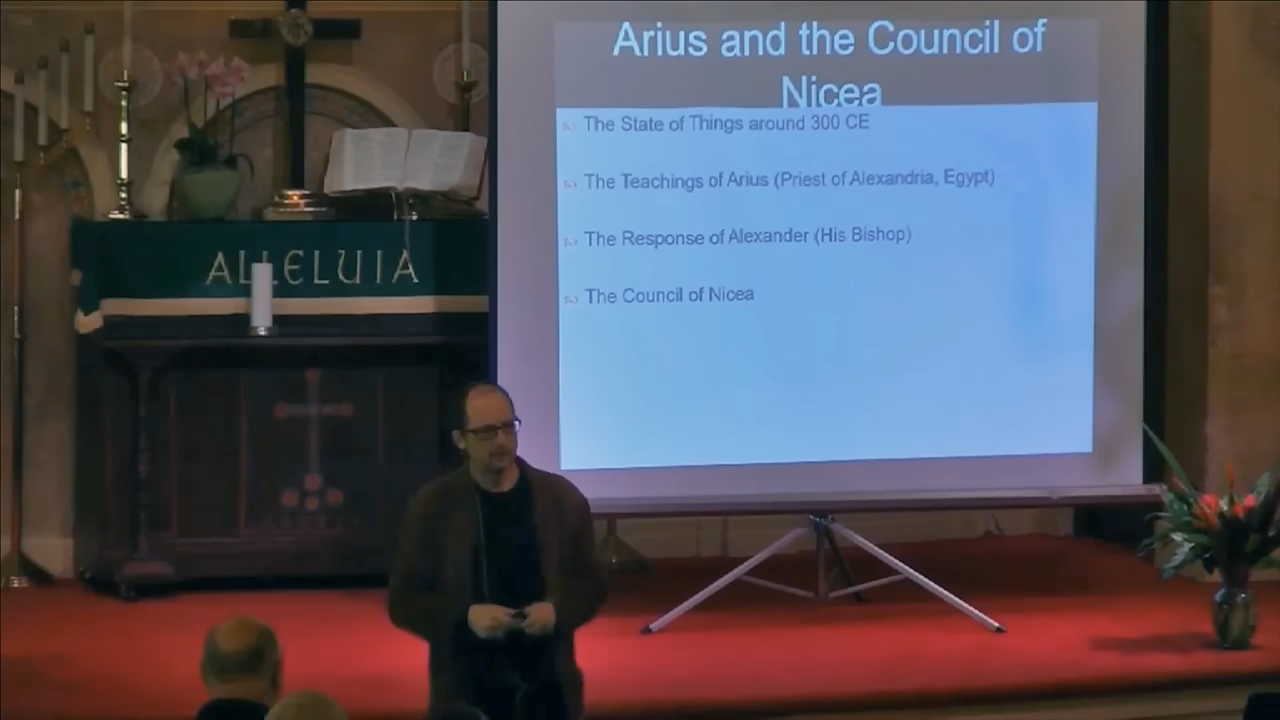 Arius and the Council of
Nicea
The State of Things around 300 CE
The Teachings of Arius (Priest of Alexandria, Egypt)
The Response of Alexander (His Bishop)
The Council of Nicea
ALLELUIA